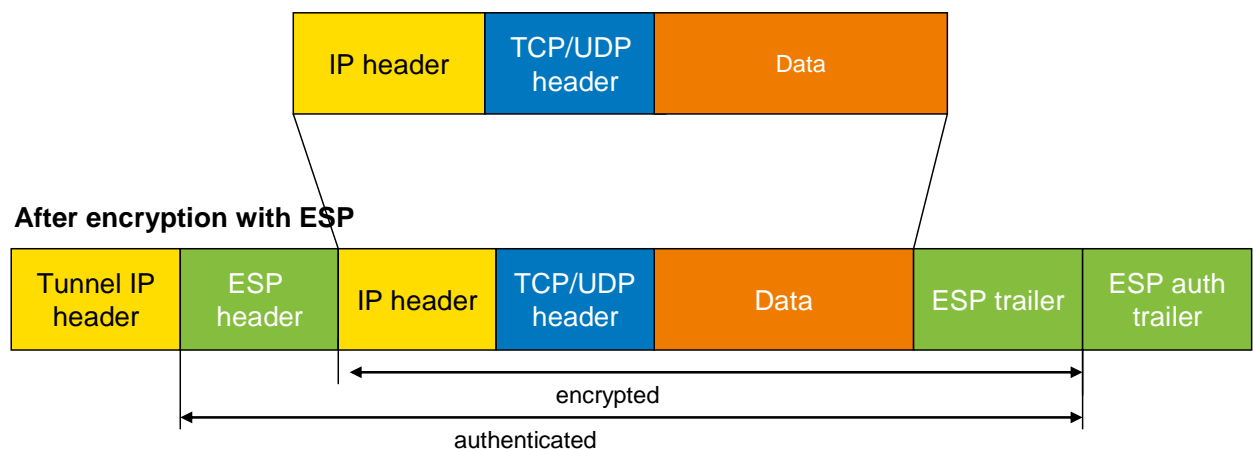 IP header
TCP/UDP
header
Data
After encryption with ESP
Tunnel IP
header
ESP
header
IP header
TCP/UDP
header
Data
ESP trailer
ESP auth
trailer
encrypted
authenticated